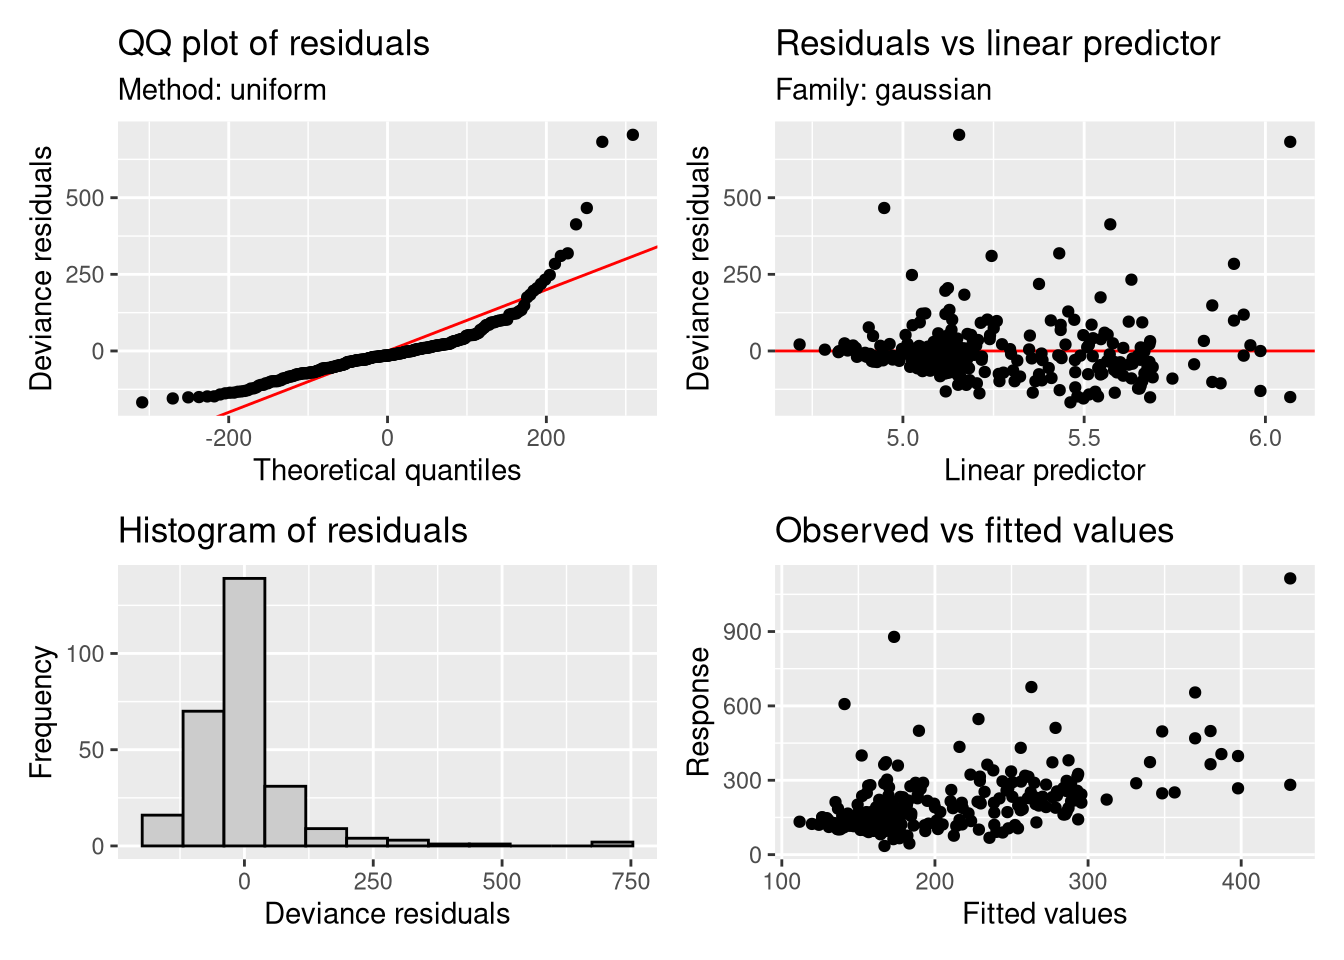 QQ plot of residuals
Method: uniform
Deviance residuals
500
250
0
-200
0
200
Theoretical quantiles
Residuals vs linear predictor
Family: gaussian
Deviance residuals
500
250
0
5.0
5.5
6.0
Linear predictor
Histogram of residuals
Frequency
100
50
0
0
250
500
750
Deviance residuals
Observed vs fitted values
Response
900
600
300
0
100
200
300
400
Fitted values